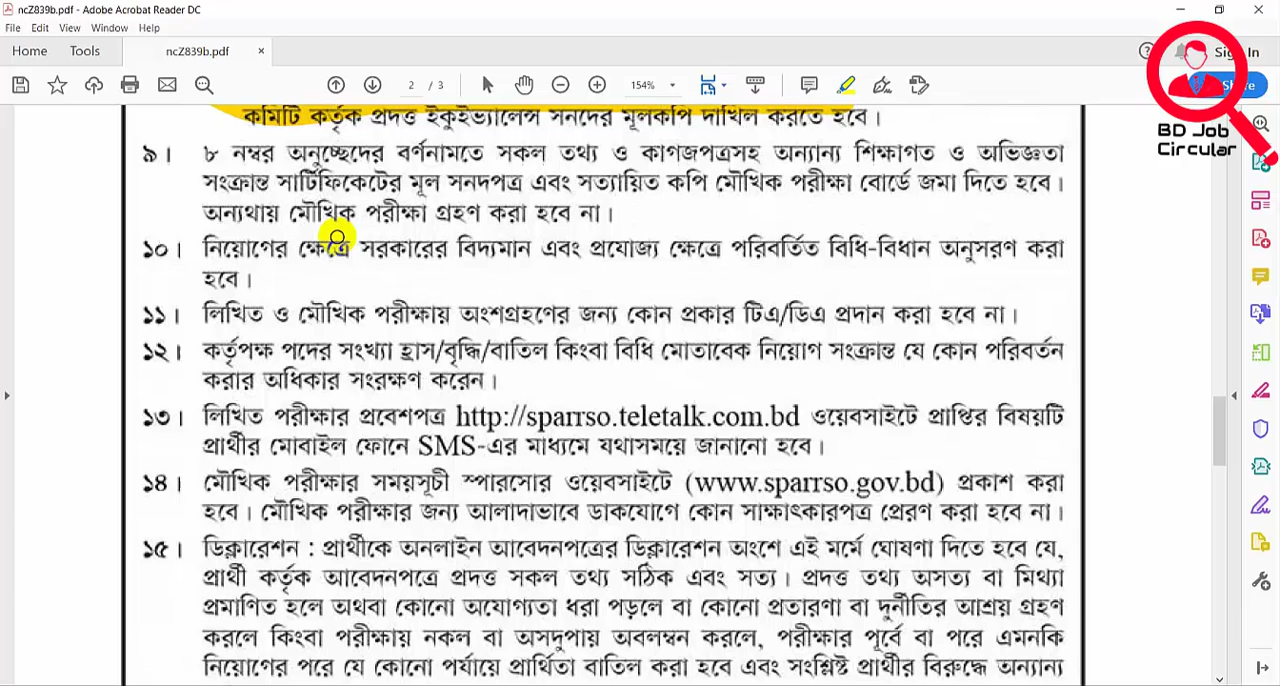 ncZ839b.pdf - Adobe Acrobat Reader DC
File Edit View Window Help
Home Tools ncZ839b.pdf × Sign In
2 / 3 154%
BD Job
Circular
কমিটি কর্তৃক প্রদত্ত ইকুইভ্যালেন্স সনদের মূলকপি দাখিল করতে হবে।
৯। ৮ নম্বর অনুচ্ছেদের বর্ণনামতে সকল তথ্য ও কাগজপত্রসহ অন্যান্য শিক্ষাগত ও অভিজ্ঞতা
সংক্রান্ত সার্টিফিকেটের মূল সনদপত্র এবং সত্যায়িত কপি মৌখিক পরীক্ষা বোর্ডে জমা দিতে হবে।
অন্যথায় মৌখিক পরীক্ষা গ্রহণ করা হবে না।
১০। নিয়োগের ক্ষেত্রে সরকারের বিদ্যমান এবং প্রযোজ্য ক্ষেত্রে পরিবর্তিত বিধি-বিধান অনুসরণ করা
হবে।
১১। লিখিত ও মৌখিক পরীক্ষায় অংশগ্রহণের জন্য কোন প্রকার টিএ/ডিএ প্রদান করা হবে না।
১২। কর্তৃপক্ষ পদের সংখ্যা হ্রাস/বৃদ্ধি/বাতিল কিংবা বিধি মোতাবেক নিয়োগ সংক্রান্ত যে কোন পরিবর্তন
করার অধিকার সংরক্ষণ করেন।
১৩। লিখিত পরীক্ষার প্রবেশপত্র http://sparrso.teletalk.com.bd ওয়েবসাইটে প্রাপ্তির বিষয়টি
প্রার্থীর মোবাইল ফোনে SMS-এর মাধ্যমে যথাসময়ে জানানো হবে।
১৪। মৌখিক পরীক্ষার সময়সূচী স্পারসোর ওয়েবসাইটে (www.sparrso.gov.bd) প্রকাশ করা
হবে। মৌখিক পরীক্ষার জন্য আলাদাভাবে ডাকযোগে কোন সাক্ষাৎকারপত্র প্রেরণ করা হবে না।
১৫। ডিক্লারেশন : প্রার্থীকে অনলাইন আবেদনপত্রের ডিক্লারেশন অংশে এই মর্মে ঘোষণা দিতে হবে যে,
প্রার্থী কর্তৃক আবেদনপত্রে প্রদত্ত সকল তথ্য সঠিক এবং সত্য। প্রদত্ত তথ্য অসত্য বা মিথ্যা
প্রমাণিত হলে অথবা কোনো অযোগ্যতা ধরা পড়লে বা কোনো প্রতারণা বা দুর্নীতির আশ্রয় গ্রহণ
করলে কিংবা পরীক্ষায় নকল বা অসদুপায় অবলম্বন করলে, পরীক্ষার পূর্বে বা পরে এমনকি
নিয়োগের পরে যে কোনো পর্যায়ে প্রার্থিতা বাতিল করা হবে এবং সংশ্লিষ্ট প্রার্থীর বিরুদ্ধে অন্যান্য